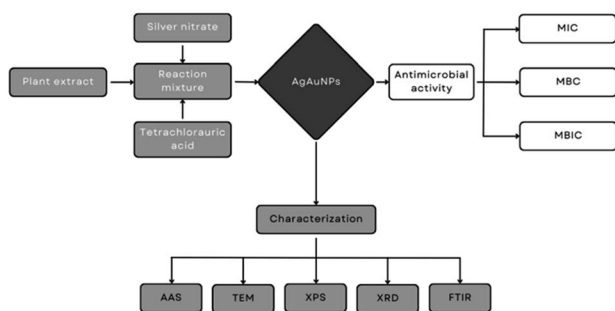 Silver nitrate
MIC
Plant extract
Reaction
mixture
AgAuNPs
Antimicrobial
activity
MBC
Tetrachlorauric
acid
MBIC
Characterization
AAS
TEM
XPS
XRD
FTIR